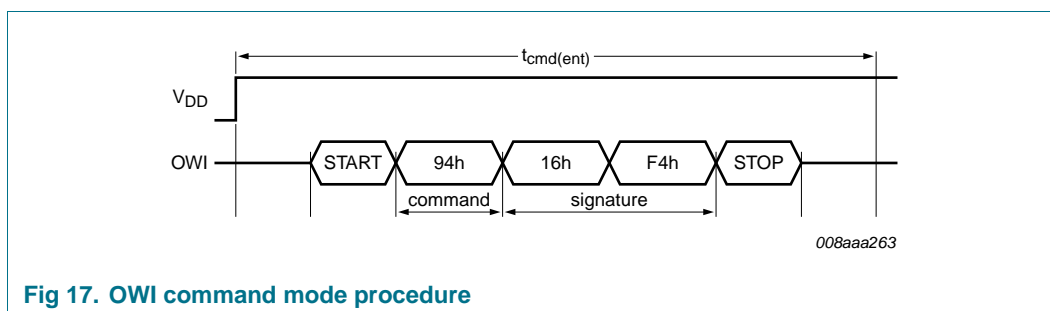 tcmd(ent)
VDD
OWI
START
94h
16h
F4h
STOP
command
signature
008aaa263
Fig 17. OWI command mode procedure